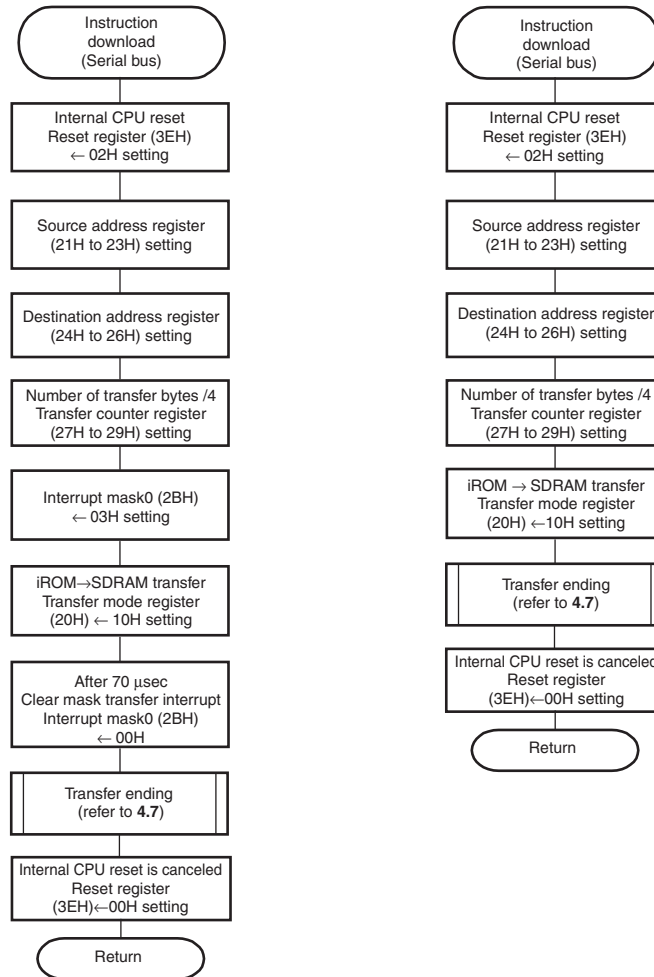 Instruction
download
(Serial bus)
Internal CPU reset
Reset register (3EH)
← 02H setting
Source address register
(21H to 23H) setting
Destination address register
(24H to 26H) setting
Number of transfer bytes /4
Transfer counter register
(27H to 29H) setting
Interrupt mask0 (2BH)
← 03H setting
iROM→SDRAM transfer
Transfer mode register
(20H) ← 10H setting
After 70 μsec
Clear mask transfer interrupt
Interrupt mask0 (2BH)
← 00H
Transfer ending
(refer to 4.7)
Internal CPU reset is canceled
Reset register
(3EH)←00H setting
Return
Instruction
download
(Serial bus)
Internal CPU reset
Reset register (3EH)
← 02H setting
Source address register
(21H to 23H) setting
Destination address register
(24H to 26H) setting
Number of transfer bytes /4
Transfer counter register
(27H to 29H) setting
iROM → SDRAM transfer
Transfer mode register
(20H) ←10H setting
Transfer ending
(refer to 4.7)
Internal CPU reset is canceled
Reset register
(3EH)←00H setting
Return